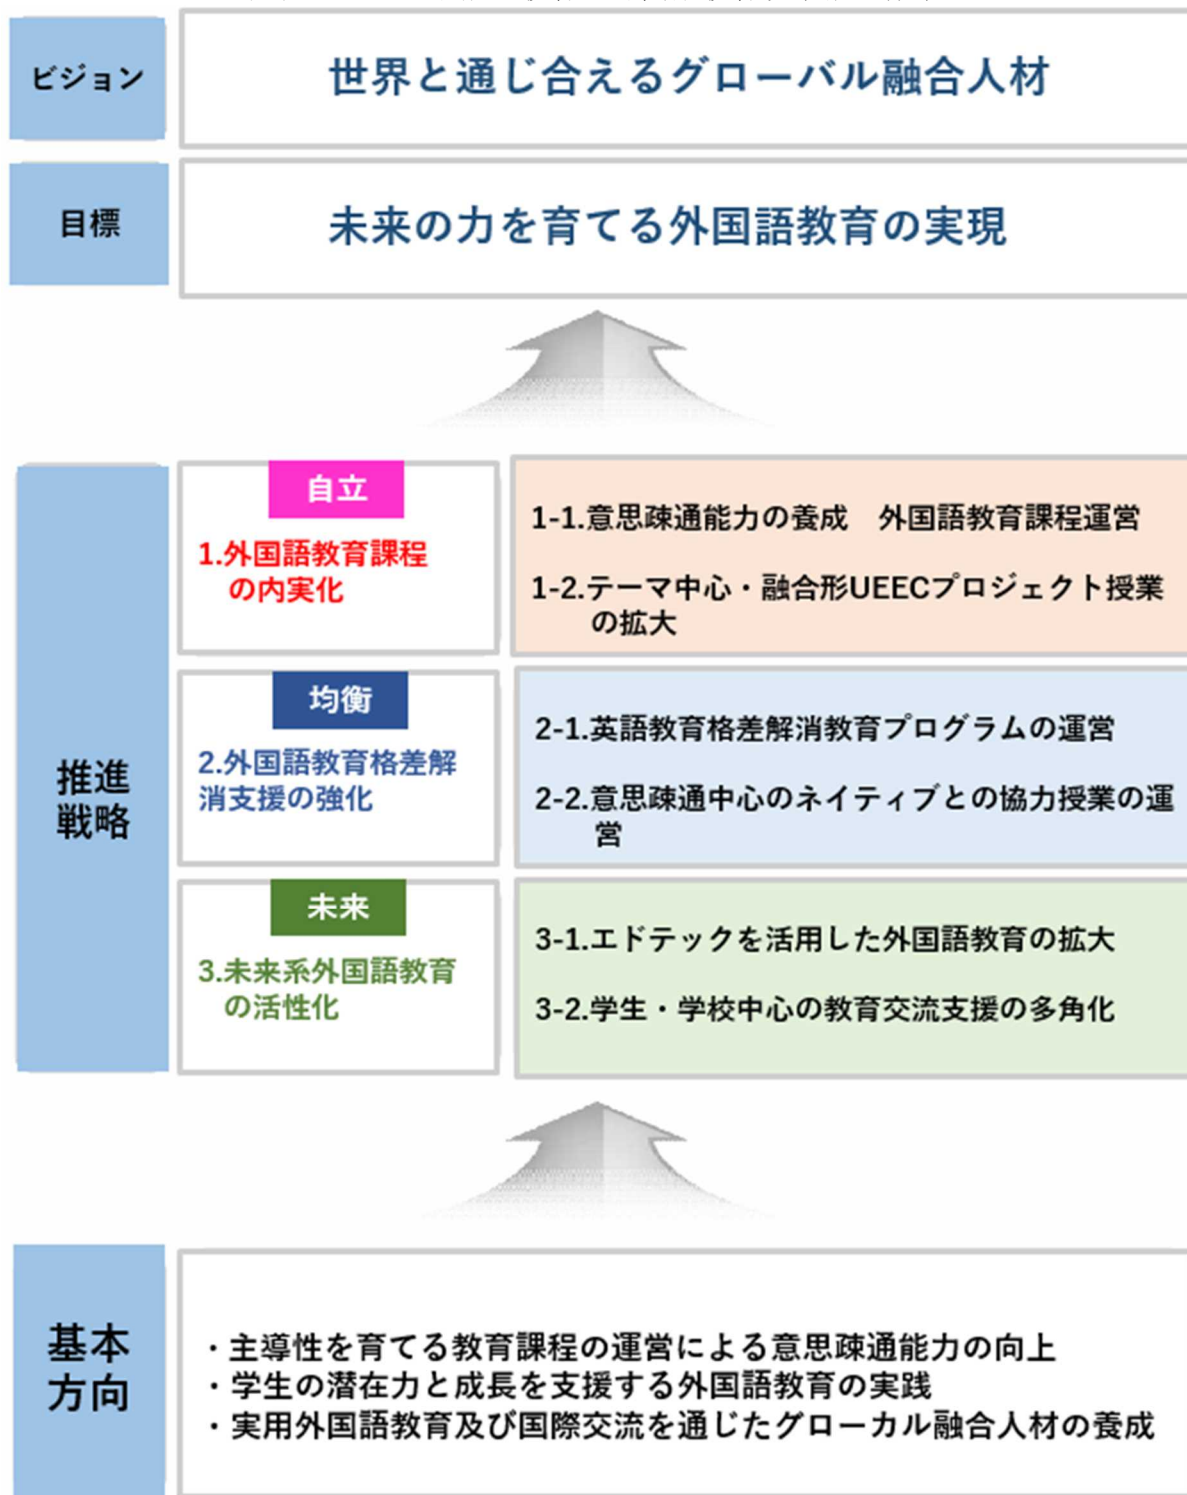 ビジョン
世界と通じ合えるグローバル融合人材
目標
未来の力を育てる外国語教育の実現
推進
戦略
自立
1.外国語教育課程
の内実化
1-1.意思疎通能力の養成　外国語教育課程運営
1-2.テーマ中心・融合形UEECプロジェクト授業
の拡大
均衡
2.外国語教育格差解
消支援の強化
2-1.英語教育格差解消教育プログラムの運営
2-2.意思疎通中心のネイティブとの協力授業の運
営
未来
3.未来系外国語教育
の活性化
3-1.エドテックを活用した外国語教育の拡大
3-2.学生・学校中心の教育交流支援の多角化
基本
方向
・主導性を育てる教育課程の運営による意思疎通能力の向上
・学生の潜在力と成長を支援する外国語教育の実践
・実用外国語教育及び国際交流を通じたグローカル融合人材の養成